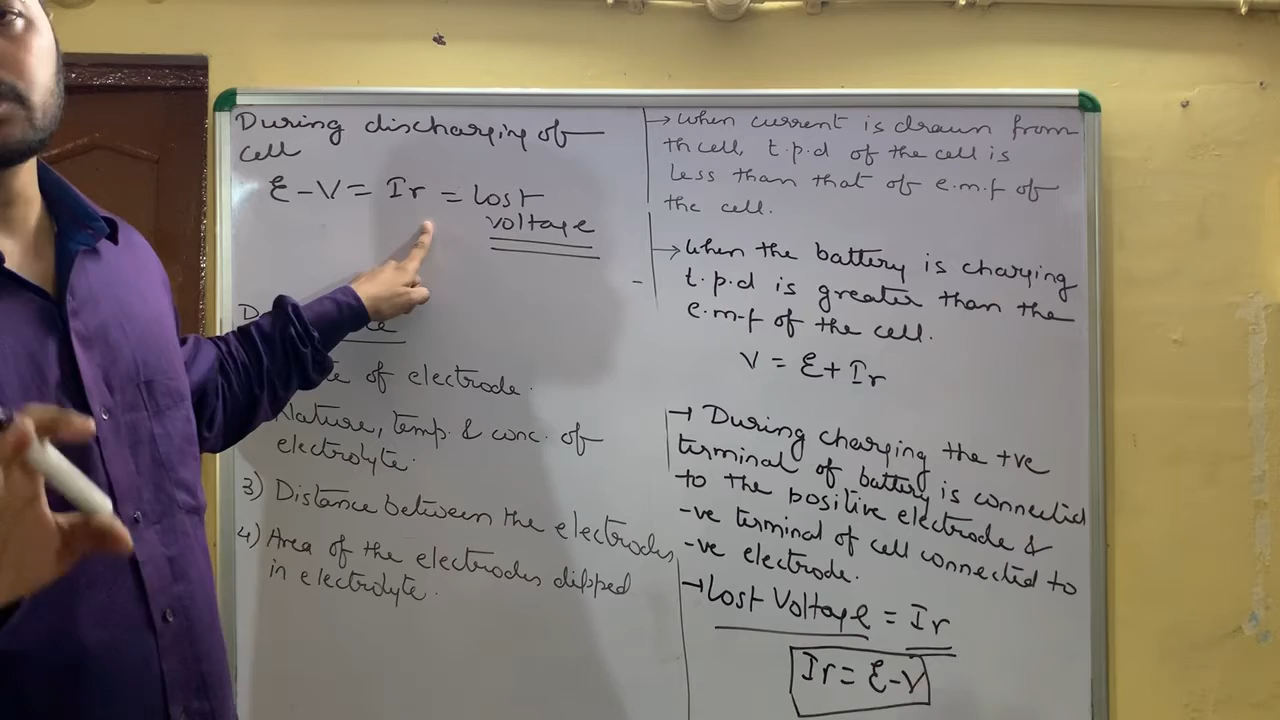 During discharging of
cell
ℰ - V = Ir = Lost
voltage
of electrode.
Nature, temp. & conc. of
electrolyte.
3) Distance between the electrodes,
4) Area of the electrodes dipped
in electrolyte.
→ When current is drawn from
th cell, t.p.d of the cell is
less than that of e.m.f of
the cell.
→ When the battery is charging
t.p.d is greater than the
e.m.f of the cell.
V = ℰ + Ir
→ During charging the +ve
terminal of battery is connected
to the positive electrode &
-ve terminal of cell connected to
-ve electrode.
→ Lost Voltage = Ir
Ir = ℰ - V